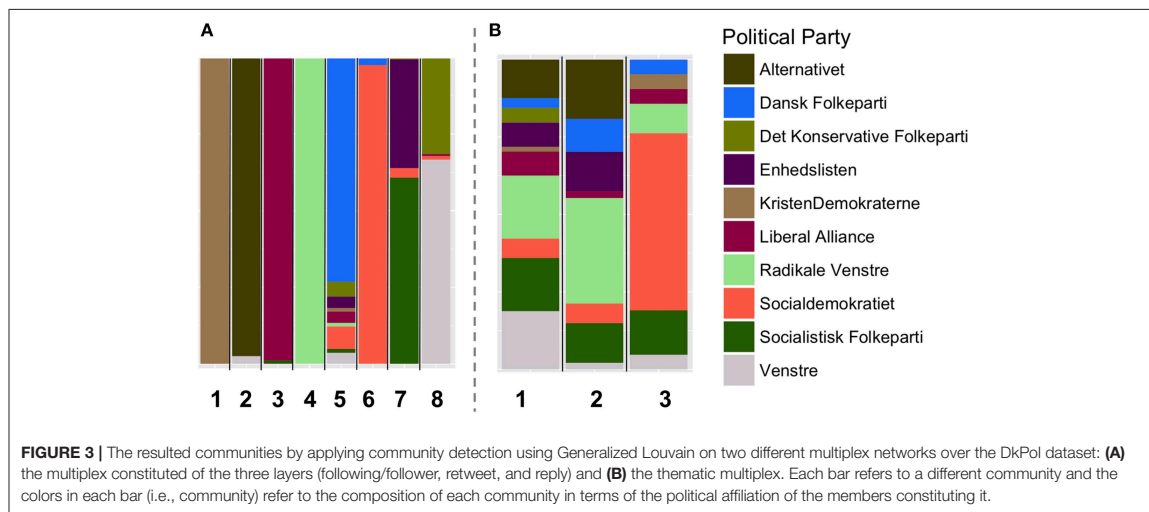 A
B
Political Party
Alternativet
Dansk Folkeparti
Det Konservative Folkeparti
Enhedslisten
KristenDemokraterne
Liberal Alliance
Radikale Venstre
Socialdemokratiet
Socialistisk Folkeparti
Venstre
1 2 3 4 5 6 7 8
1 2 3
FIGURE 3 | The resulted communities by applying community detection using Generalized Louvain on two different multiplex networks over the DkPol dataset: (A)
the multiplex constituted of the three layers (following/follower, retweet, and reply) and (B) the thematic multiplex. Each bar refers to a different community and the
colors in each bar (i.e., community) refer to the composition of each community in terms of the political affiliation of the members constituting it.